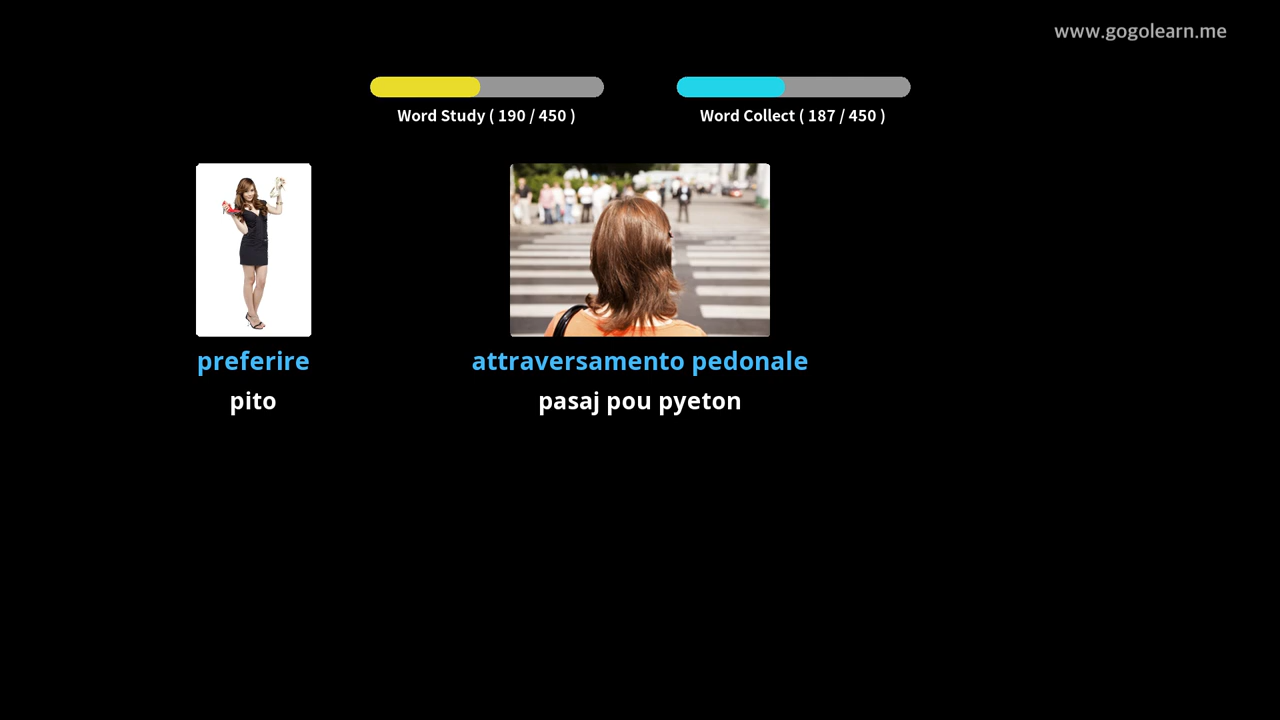 www.gogolearn.me
Word Study ( 190 / 450 )
Word Collect ( 187 / 450 )
preferire
pito
attraversamento pedonale
pasaj pou pyeton